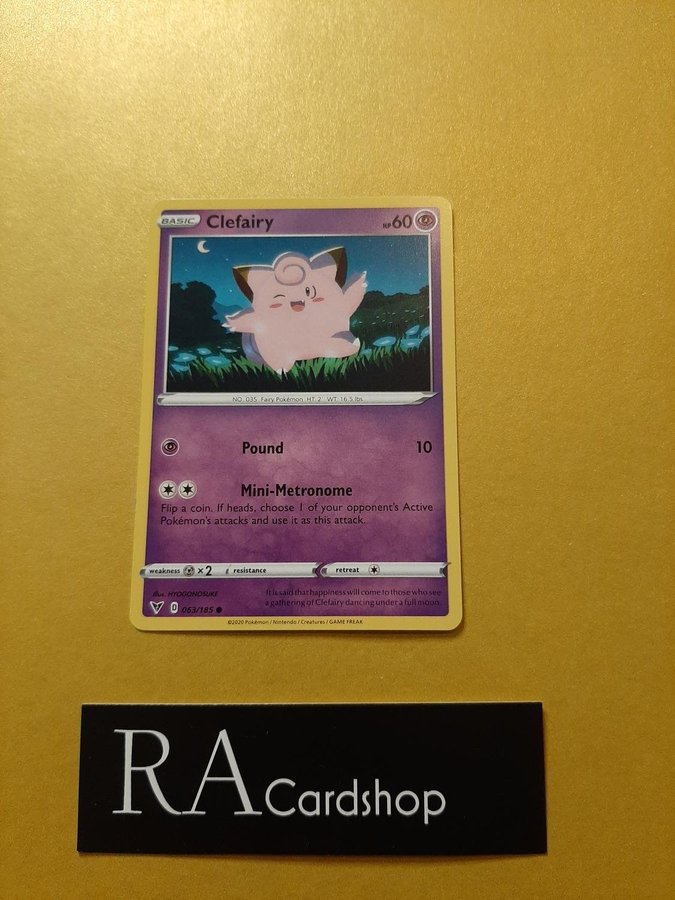 BASIC Clefairy HP 60
NO. 035 Fairy Pokémon HT: 2' WT: 16.5 lbs
Pound 10
Mini-Metronome
Flip a coin. If heads, choose 1 of your opponent's Active
Pokémon's attacks and use it as this attack.
weakness ×2 resistance retreat
Illus. HYOGONOSUKE
It is said that happiness will come to those who see
a gathering of Clefairy dancing under a full moon.
D 063/185
©2020 Pokémon / Nintendo / Creatures / GAME FREAK
RA Cardshop